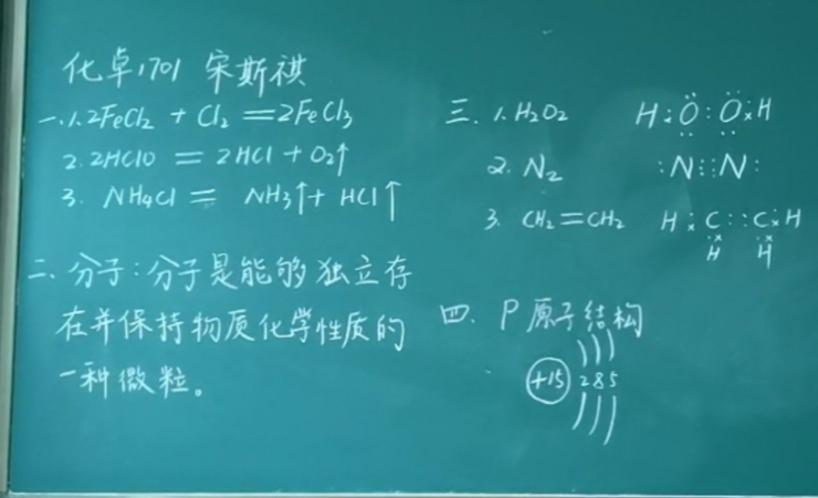 化卓1701 宋斯祺
一.1.2FeCl₂ + Cl₂ =2FeCl₃
2.2HClO = 2HCl + O₂↑
3. NH₄Cl = NH₃↑+ HCl↑
二.分子:分子是能够独立存
在并保持物质化学性质的
一种微粒。
三. 1.H₂O₂ H:O:O:H
2.N₂ :N::N:
3. CH₂=CH₂ H:C::C:H
H H
四. P原子结构
+15 2 8 5